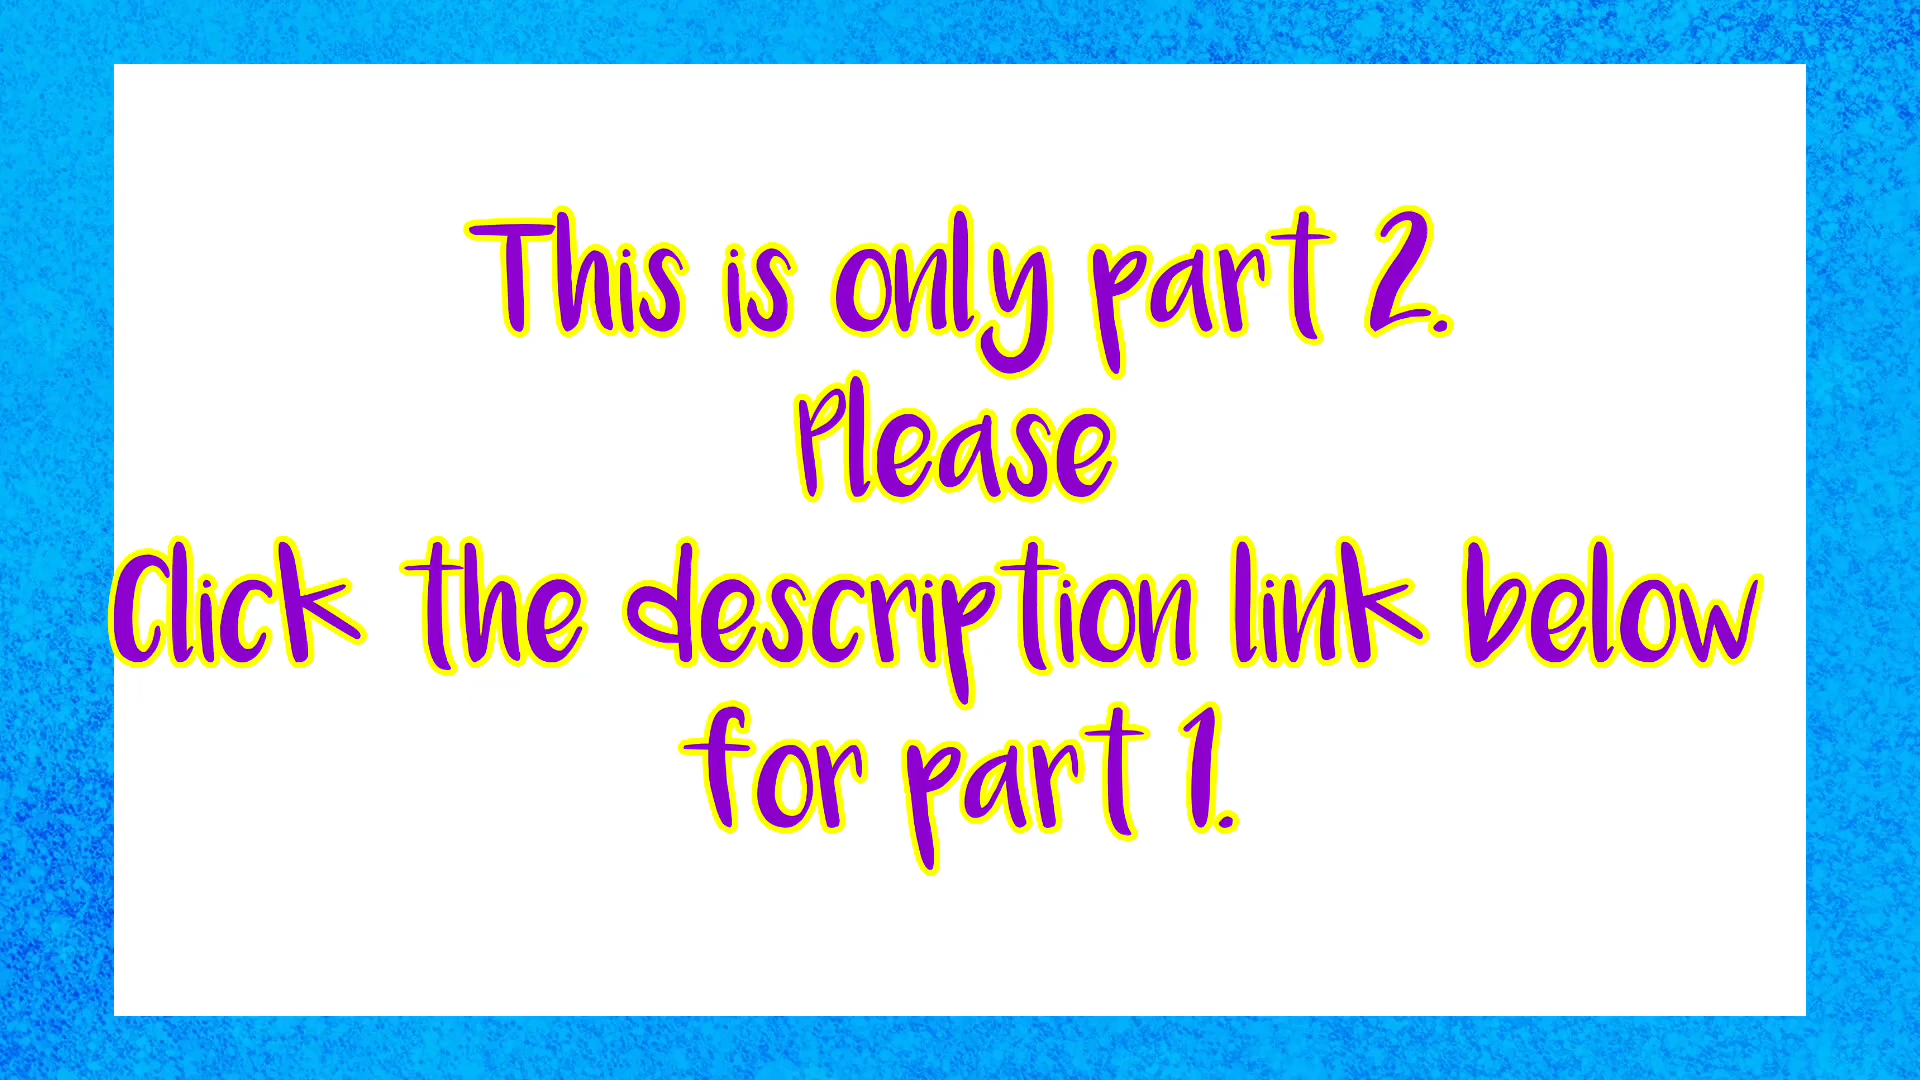 This is only part 2.
Please
Click the description link below
for part 1.